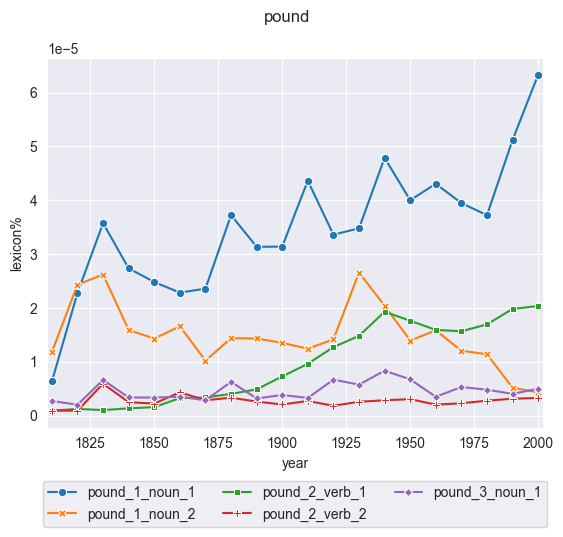 pound
1e−5
6
5
4
3
2
1
0
lexicon%
1825 1850 1875 1900 1925 1950 1975 2000
year
pound_1_noun_1 pound_2_verb_1 pound_3_noun_1
pound_1_noun_2 pound_2_verb_2